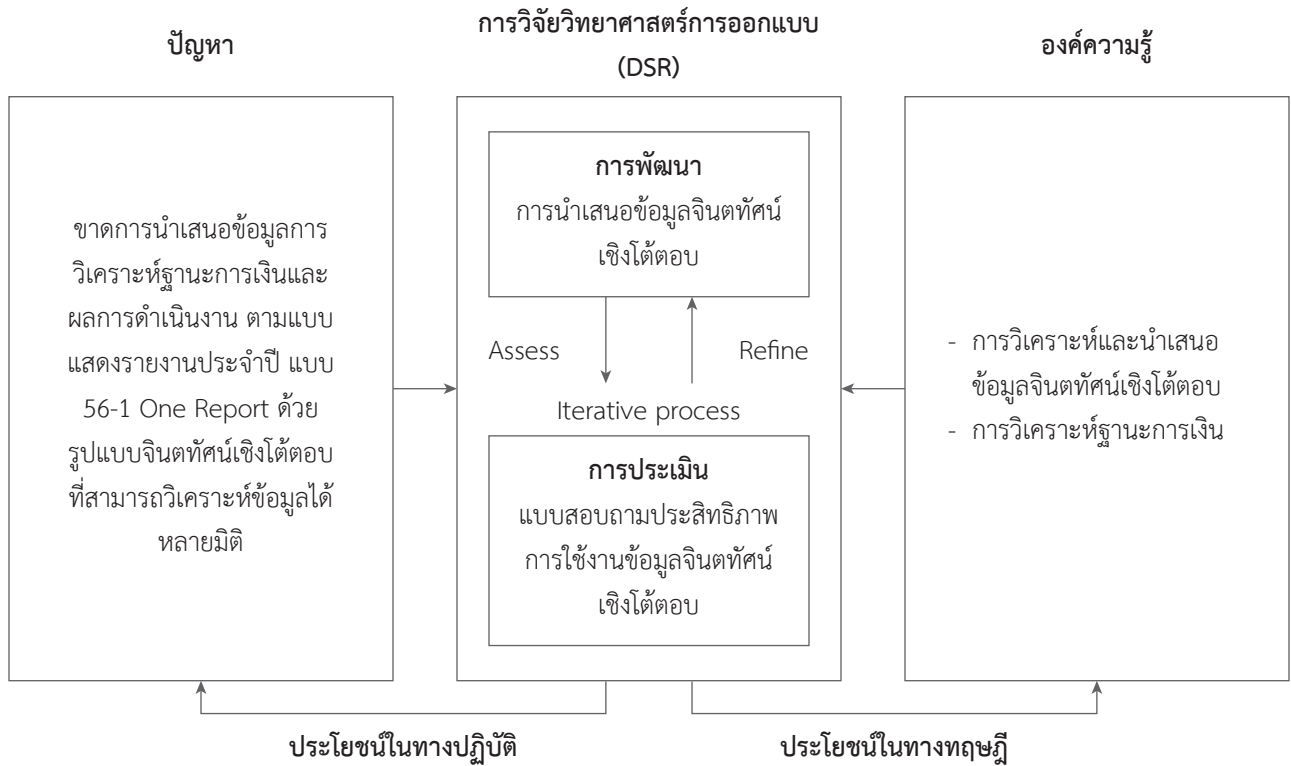 ปัญหา
ขาดการนำเสนอข้อมูลการ
วิเคราะห์ฐานะการเงินและ
ผลการดำเนินงาน ตามแบบ
แสดงรายงานประจำปี แบบ
56-1 One Report ด้วย
รูปแบบจินตทัศน์เชิงโต้ตอบ
ที่สามารถวิเคราะห์ข้อมูลได้
หลายมิติ
การวิจัยวิทยาศาสตร์การออกแบบ
(DSR)
การพัฒนา
การนำเสนอข้อมูลจินตทัศน์
เชิงโต้ตอบ
Assess
Refine
Iterative process
การประเมิน
แบบสอบถามประสิทธิภาพ
การใช้งานข้อมูลจินตทัศน์
เชิงโต้ตอบ
องค์ความรู้
- การวิเคราะห์และนำเสนอ
ข้อมูลจินตทัศน์เชิงโต้ตอบ
- การวิเคราะห์ฐานะการเงิน
ประโยชน์ในทางปฏิบัติ
ประโยชน์ในทางทฤษฎี